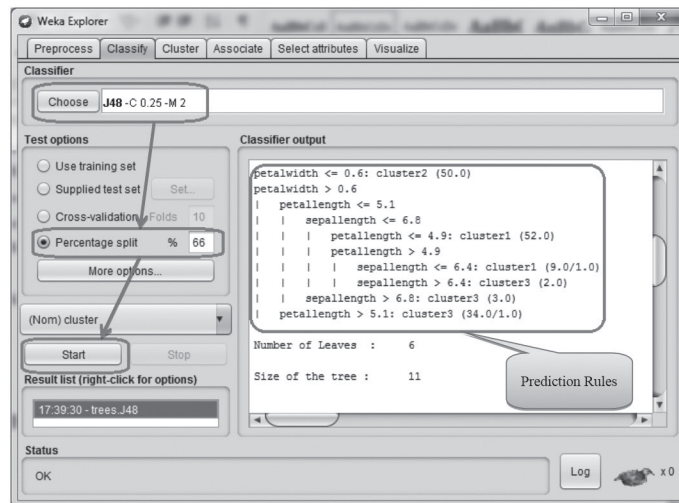 Weka Explorer
Preprocess Classify Cluster Associate Select attributes Visualize
Classifier
Choose J48 -C 0.25 -M 2
Test options
Use training set
Supplied test set Set...
Cross-validation Folds 10
Percentage split % 66
More options...
(Nom) cluster
Start Stop
Result list (right-click for options)
17:39:30 - trees.J48
Classifier output
petalwidth <= 0.6: cluster2 (50.0)
petalwidth > 0.6
| petallength <= 5.1
| | sepallength <= 6.8
| | | petallength <= 4.9: cluster1 (52.0)
| | | petallength > 4.9
| | | | sepallength <= 6.4: cluster1 (9.0/1.0)
| | | | sepallength > 6.4: cluster3 (2.0)
| | sepallength > 6.8: cluster3 (3.0)
| petallength > 5.1: cluster3 (34.0/1.0)
Number of Leaves : 6
Size of the tree : 11
Prediction Rules
Status
OK
Log
x 0